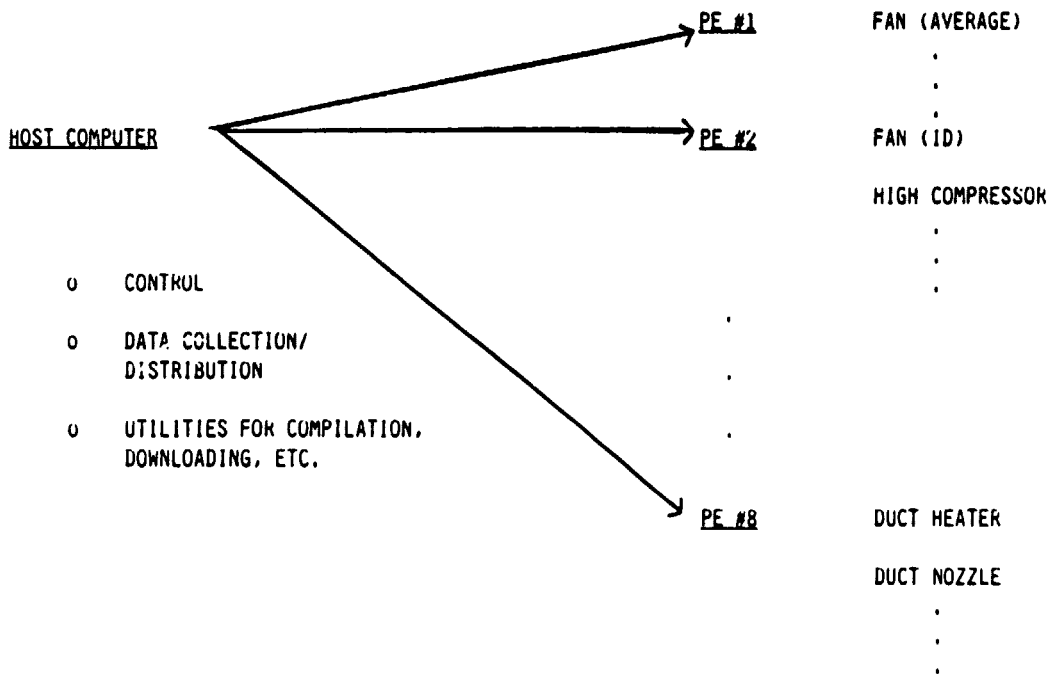 PE #1 FAN (AVERAGE)
HOST COMPUTER PE #2 FAN (ID)
HIGH COMPRESSOR
o CONTROL
o DATA COLLECTION/
DISTRIBUTION
o UTILITIES FOR COMPILATION,
DOWNLOADING, ETC.
PE #8 DUCT HEATER
DUCT NOZZLE